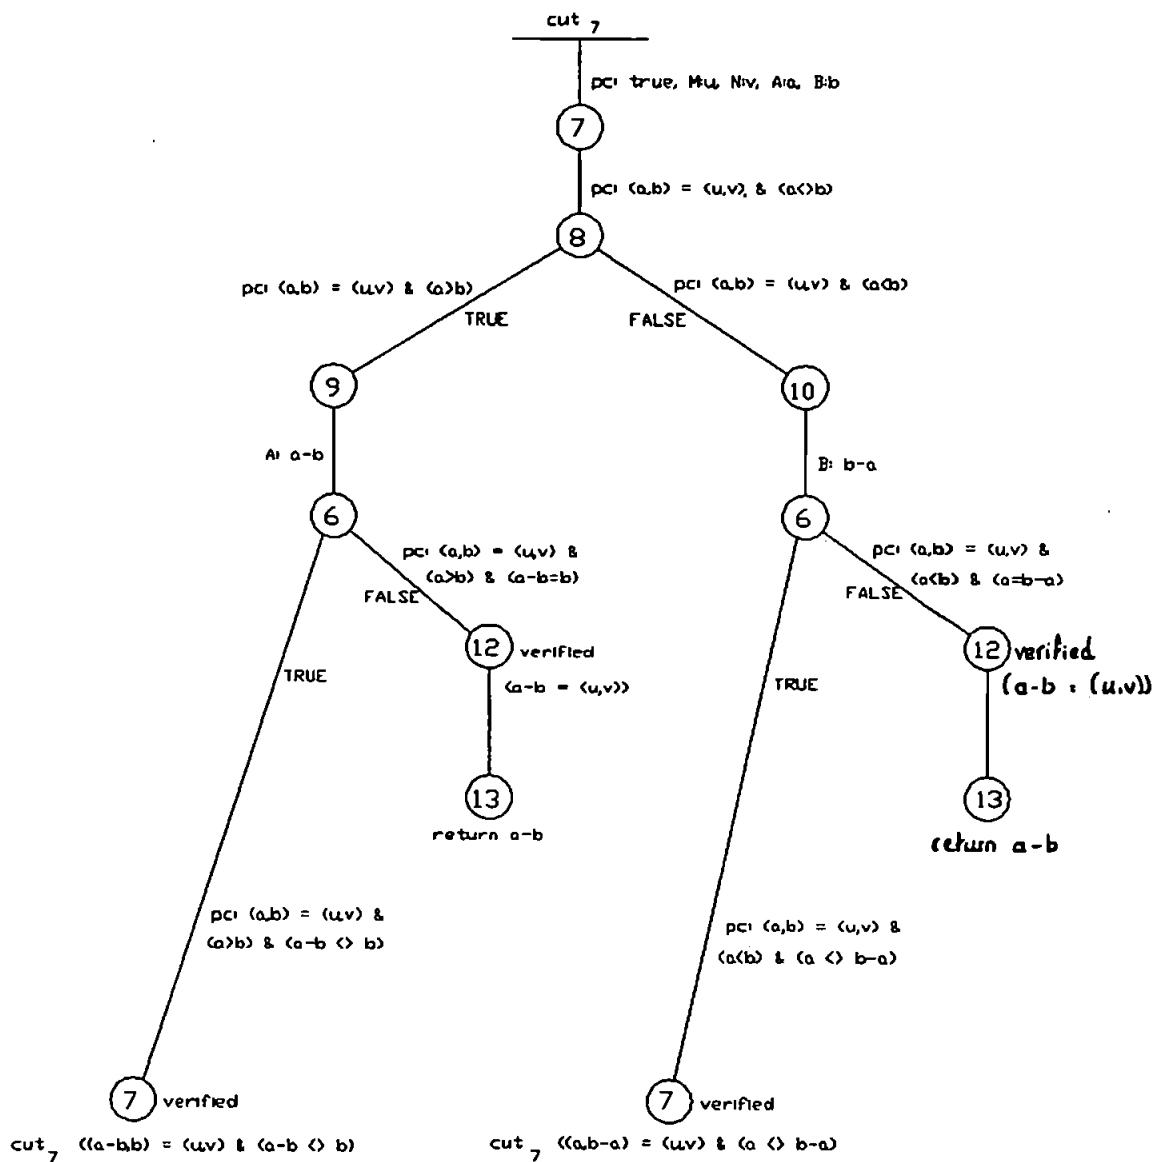 cut 7
pc: true, M:u, N:v, A:a, B:b
7
pc: (a,b) = (u,v), & (a<>b)
8
pc: (a,b) = (u,v) & (a>b)
pc: (a,b) = (u,v) & (a<b)
TRUE
FALSE
9
10
A: a-b
B: b-a
6
6
pc: (a,b) = (u,v) &
(a>b) & (a-b=b)
FALSE
pc: (a,b) = (u,v) &
(a<b) & (a=b-a)
FALSE
12 verified
(a-b = (u,v))
12 verified
(a-b = (u,v))
TRUE
TRUE
13
return a-b
13
return a-b
pc: (a,b) = (u,v) &
(a>b) & (a-b <> b)
pc: (a,b) = (u,v) &
(a<b) & (a <> b-a)
7 verified
7 verified
cut 7 ((a-b,b) = (u,v) & (a-b <> b)
cut 7 ((a,b-a) = (u,v) & (a <> b-a)